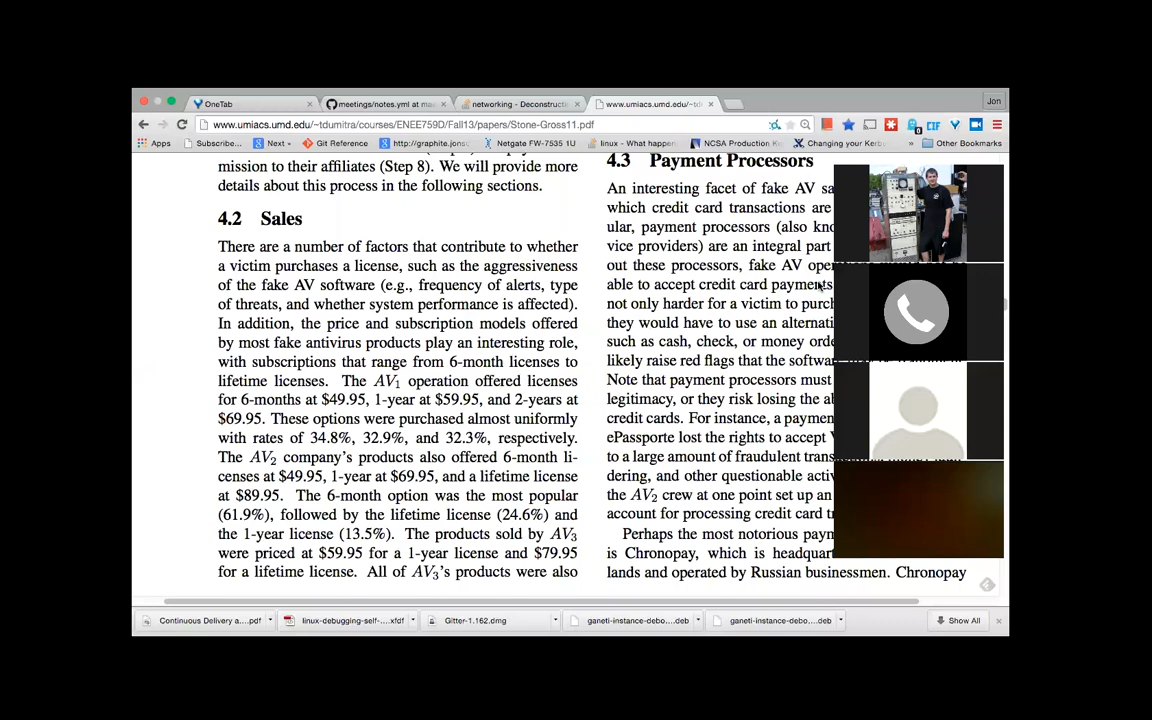 OneTab
meetings/notes.yml at ma
networking - Deconstructi
www.umiacs.umd.edu/~td
Jon
www.umiacs.umd.edu/~tdumitra/courses/ENEE759D/Fall13/papers/Stone-Gross11.pdf
Apps
Subscribe...
Next
Git Reference
http://graphite.jons
Netgate FW-7535 1U
linux - What happen
NCSA Production K
Changing your Kerb
Other Bookmarks
mission to their affiliates (Step 8). We will provide more
details about this process in the following sections.
4.2 Sales
There are a number of factors that contribute to whether
a victim purchases a license, such as the aggressiveness
of the fake AV software (e.g., frequency of alerts, type
of threats, and whether system performance is affected).
In addition, the price and subscription models offered
by most fake antivirus products play an interesting role,
with subscriptions that range from 6-month licenses to
lifetime licenses. The AV1 operation offered licenses
for 6-months at $49.95, 1-year at $59.95, and 2-years at
$69.95. These options were purchased almost uniformly
with rates of 34.8%, 32.9%, and 32.3%, respectively.
The AV2 company's products also offered 6-month li-
censes at $49.95, 1-year at $69.95, and a lifetime license
at $89.95. The 6-month option was the most popular
(61.9%), followed by the lifetime license (24.6%) and
the 1-year license (13.5%). The products sold by AV3
were priced at $59.95 for a 1-year license and $79.95
for a lifetime license. All of AV3's products were also
4.3 Payment Processors
An interesting facet of fake AV sa
which credit card transactions are
ular, payment processors (also kno
vice providers) are an integral part
out these processors, fake AV oper
able to accept credit card payments
not only harder for a victim to purch
they would have to use an alternati
such as cash, check, or money orde
likely raise red flags that the software
Note that payment processors must
legitimacy, or they risk losing the ab
credit cards. For instance, a paymen
ePassporte lost the rights to accept V
to a large amount of fraudulent trans
dering, and other questionable activ
the AV2 crew at one point set up an
account for processing credit card tr
Perhaps the most notorious paym
is Chronopay, which is headquart
lands and operated by Russian businessmen. Chronopay
Continuous Delivery a....pdf
linux-debugging-self-....xfdf
Gitter-1.162.dmg
ganeti-instance-debo....deb
ganeti-instance-debo....deb
Show All